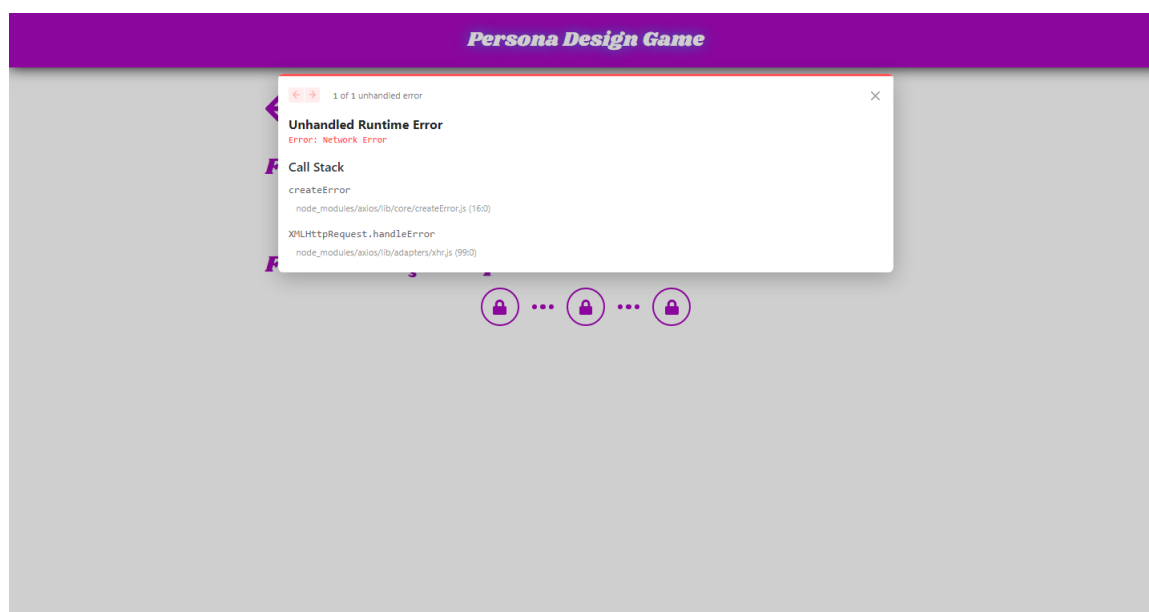 Persona Design Game
1 of 1 unhandled error
Unhandled Runtime Error
Error: Network Error
Call Stack
createError
node_modules/axios/lib/core/createError.js (16:0)
XMLHttpRequest.handleError
node_modules/axios/lib/adapters/xhr.js (99:0)